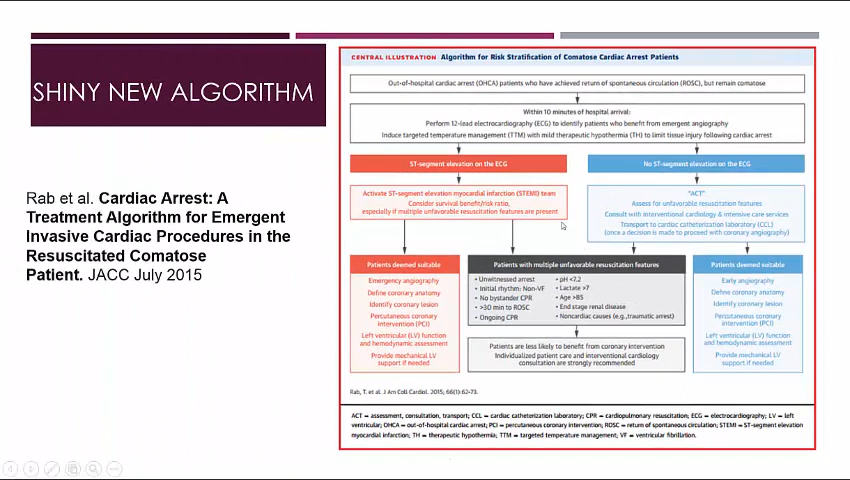 SHINY NEW ALGORITHM
Rab et al. Cardiac Arrest: A
Treatment Algorithm for Emergent
Invasive Cardiac Procedures in the
Resuscitated Comatose
Patient. JACC July 2015
CENTRAL ILLUSTRATION Algorithm for Risk Stratification of Comatose Cardiac Arrest Patients
Out-of-hospital cardiac arrest (OHCA) patients who have achieved return of spontaneous circulation (ROSC), but remain comatose
Within 10 minutes of hospital arrival:
Perform 12-lead electrocardiography (ECG) to identify patients who benefit from emergent angiography
Induce targeted temperature management (TTM) with mild therapeutic hypothermia (TH) to limit tissue injury following cardiac arrest
ST-segment elevation on the ECG
Activate ST-segment elevation myocardial infarction (STEMI) team
Consider survival benefit/risk ratio,
especially if multiple unfavorable resuscitation features are present
No ST-segment elevation on the ECG
"ACT"
Assess for unfavorable resuscitation features
Consult with interventional cardiology & intensive care services
Transport to cardiac catheterization laboratory (CCL)
(once a decision is made to proceed with coronary angiography)
Patients deemed suitable
Emergency angiography
Define coronary anatomy
Identify coronary lesion
Percutaneous coronary
intervention (PCI)
Left ventricular (LV) function
and hemodynamic assessment
Provide mechanical LV
support if needed
Patients with multiple unfavorable resuscitation features
• Unwitnessed arrest
• Initial rhythm: Non-VF
• No bystander CPR
• >30 min to ROSC
• Ongoing CPR
• pH <7.2
• Lactate >7
• Age >85
• End stage renal disease
• Noncardiac causes (e.g.,traumatic arrest)
Patients are less likely to benefit from coronary intervention
Individualized patient care and interventional cardiology
consultation are strongly recommended
Patients deemed suitable
Early angiography
Define coronary anatomy
Identify coronary lesion
Percutaneous coronary
intervention (PCI)
Left ventricular (LV) function
and hemodynamic assessment
Provide mechanical LV
support if needed
Rab, T. et al. J Am Coll Cardiol. 2015; 66(1):62-73.
ACT = assessment, consultation, transport; CCL = cardiac catheterization laboratory; CPR = cardiopulmonary resuscitation; ECG = electrocardiography; LV = left
ventricular; OHCA = out-of-hospital cardiac arrest; PCI = percutaneous coronary intervention; ROSC = return of spontaneous circulation; STEMI = ST-segment elevation
myocardial infarction; TH = therapeutic hypothermia; TTM = targeted temperature management; VF = ventricular fibrillation.